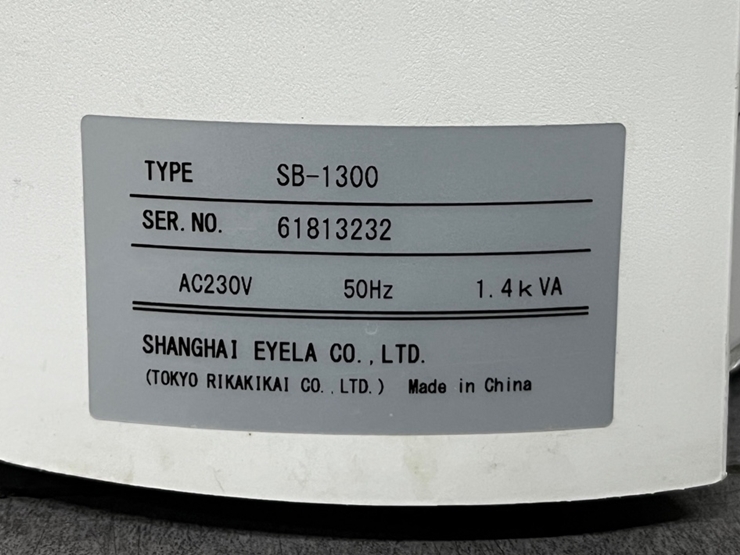 TYPE SB-1300
SER. NO. 61813232
AC230V 50Hz 1.4kVA
SHANGHAI EYELA CO.,LTD.
(TOKYO RIKAKIKAI CO.,LTD.) Made in China